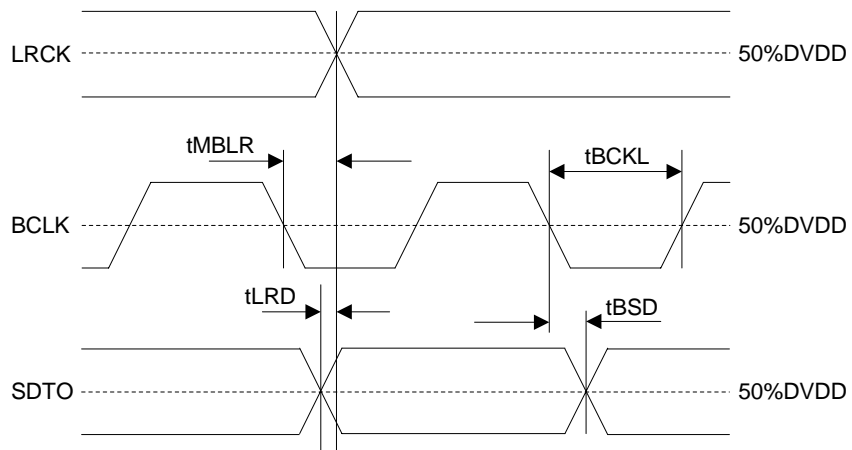 LRCK 50%DVDD
tMBLR tBCKL
BCLK 50%DVDD
tLRD tBSD
SDTO 50%DVDD